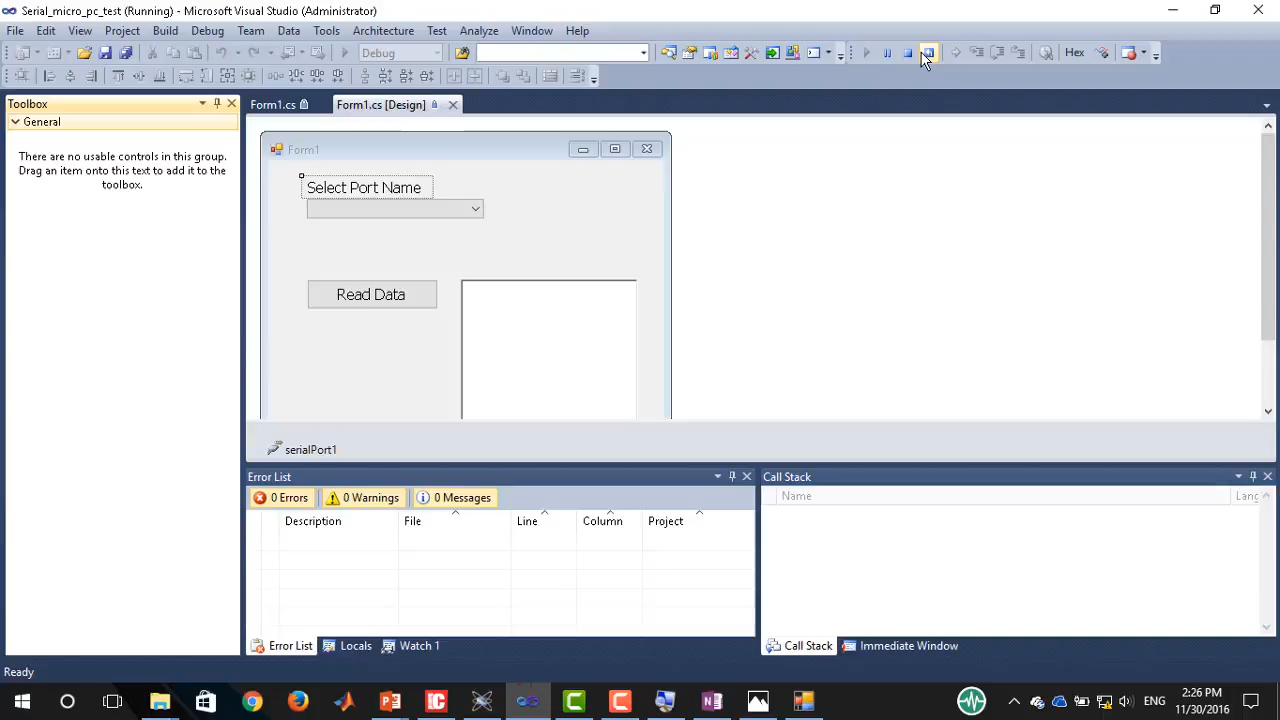 Serial_micro_pc_test (Running) - Microsoft Visual Studio (Administrator)
File Edit View Project Build Debug Team Data Tools Architecture Test Analyze Window Help
Debug
Hex
Toolbox
General
There are no usable controls in this group.
Drag an item onto this text to add it to the
toolbox.
Form1.cs
Form1.cs [Design]
Form1
Select Port Name
Read Data
serialPort1
Error List
0 Errors
0 Warnings
0 Messages
Description File Line Column Project
Error List Locals Watch 1
Call Stack
Name Lang
Call Stack Immediate Window
Ready
ENG
2:26 PM
11/30/2016